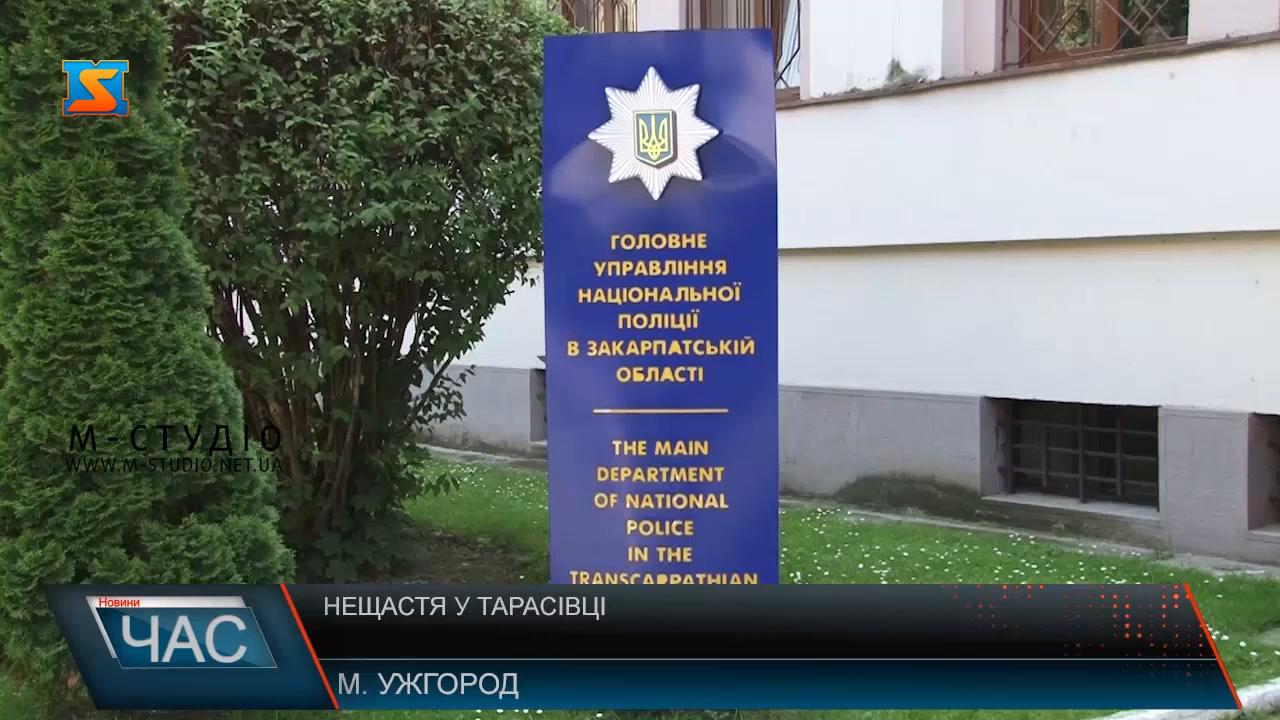 ГОЛОВНЕ
УПРАВЛІННЯ
НАЦІОНАЛЬНОЇ
ПОЛІЦІЇ
В ЗАКАРПАТСЬКІЙ
ОБЛАСТІ
THE MAIN
DEPARTMENT
OF NATIONAL
POLICE
IN THE
TRANSCARPATHIAN
М-СТУДІО
WWW.M-STUDIO.NET.UA
Новини
ЧАС
НЕЩАСТЯ У ТАРАСІВЦІ
М. УЖГОРОД